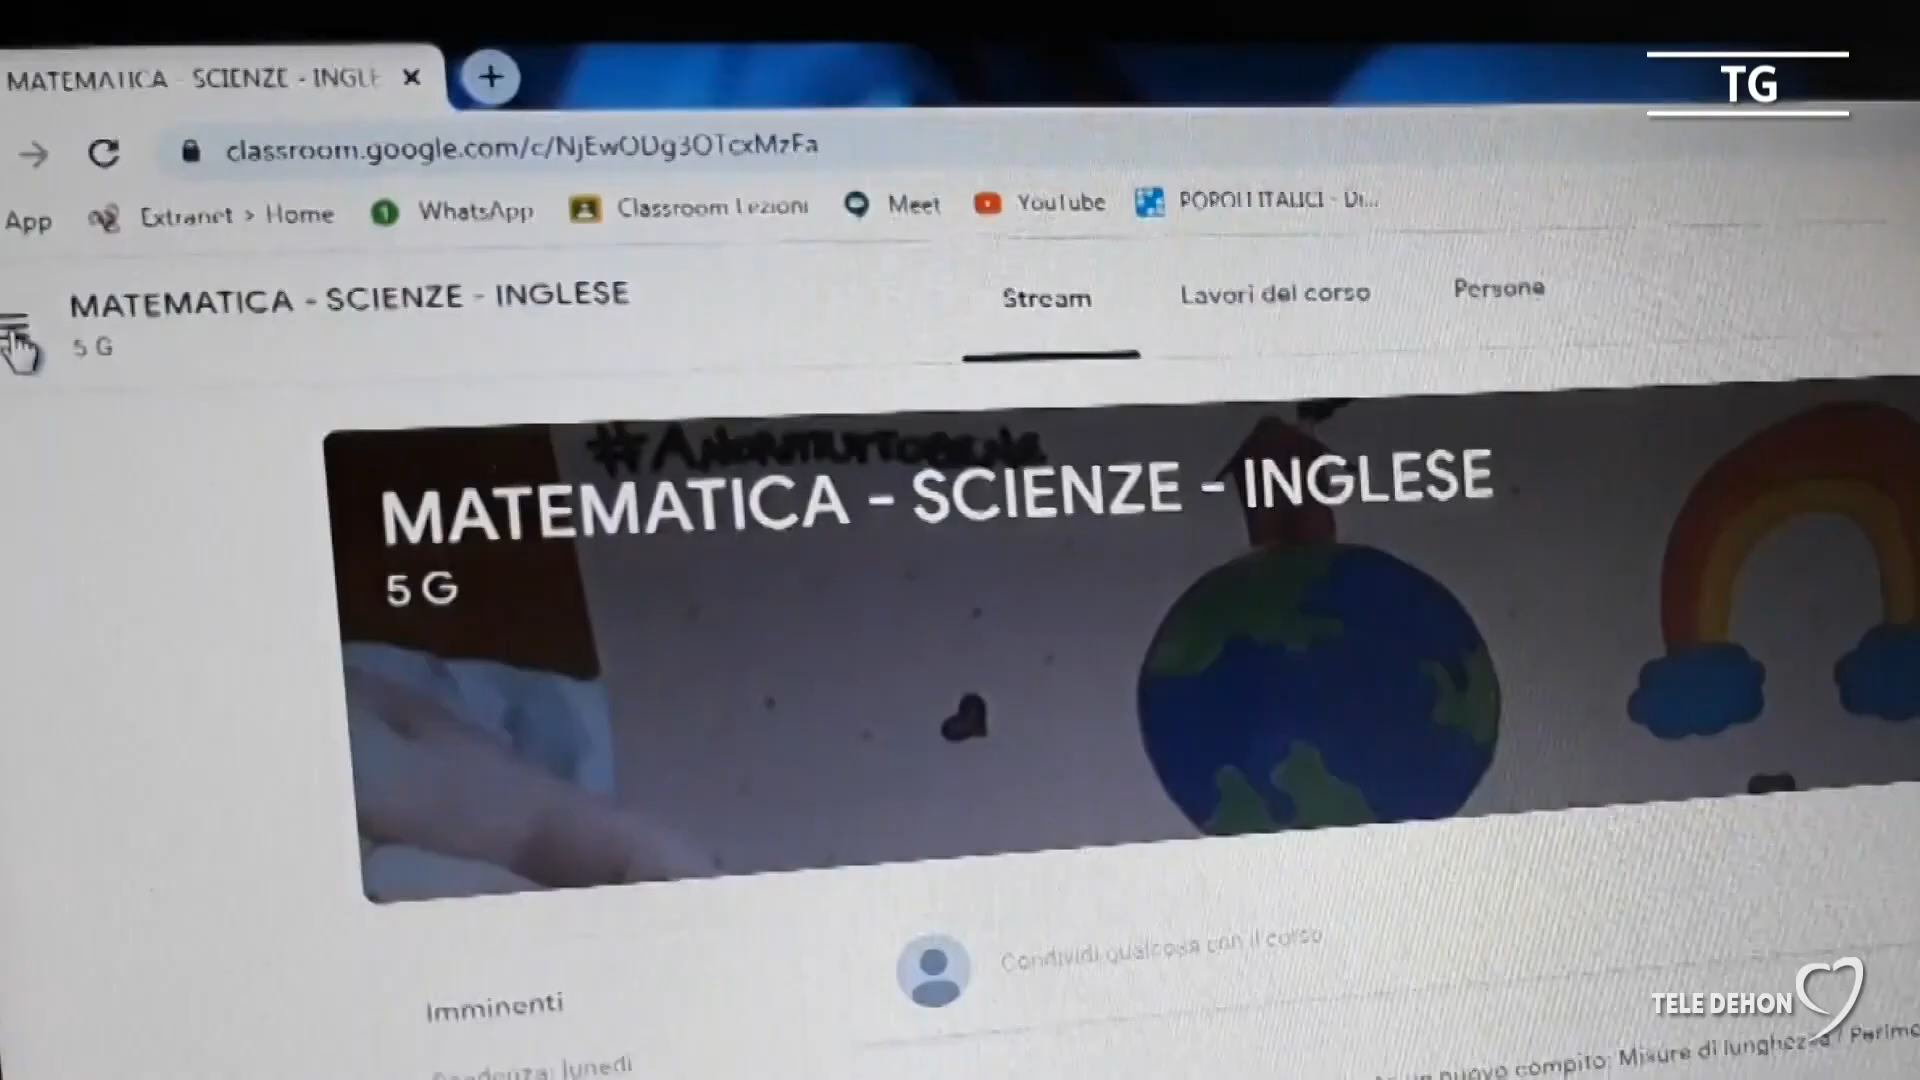 MATEMATICA - SCIENZE - INGLE
TG
classroom.google.com/c/
App Extranet > Home WhatsApp Classroom Lezioni Meet YouTube POPOLI ITALICI - Di...
MATEMATICA - SCIENZE - INGLESE
5 G
Stream Lavori del corso Persone
MATEMATICA - SCIENZE - INGLESE
5 G
Condividi qualcosa con il corso
Imminenti
TELE DEHON
Scadenza: lunedì
nuovo compito: Misure di lunghezza / Perime